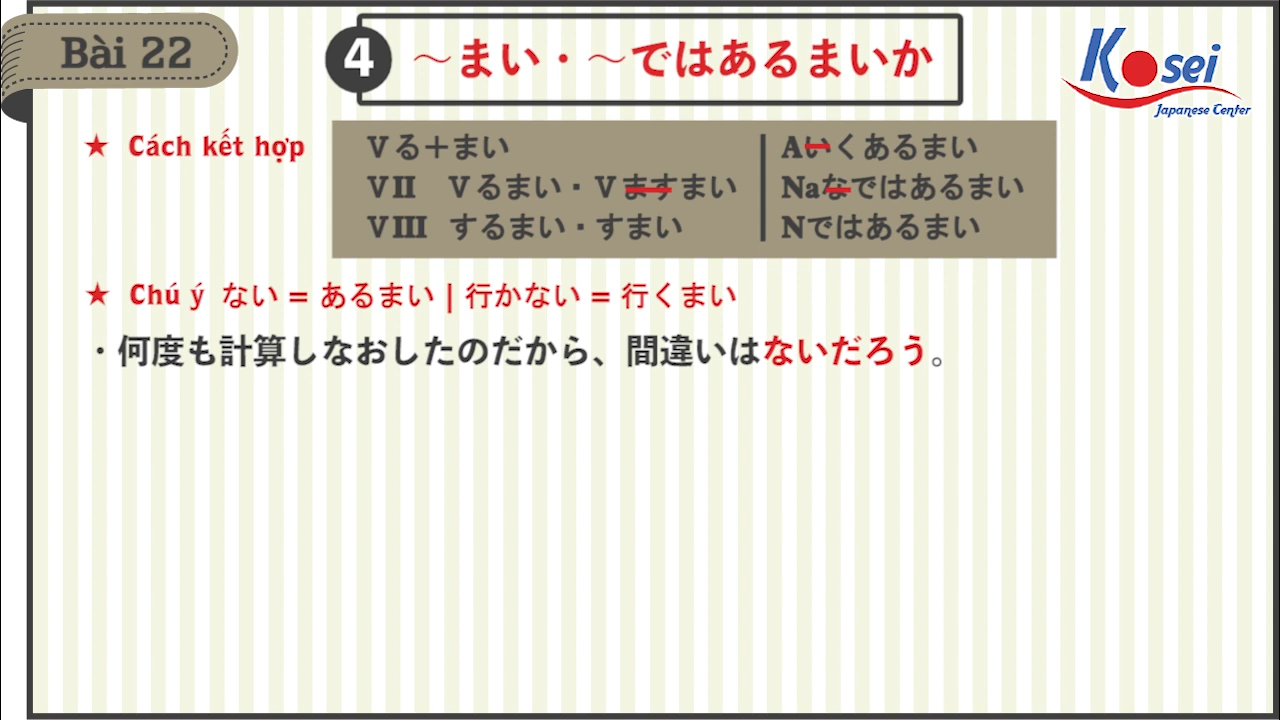 Bài 22
4 ～まい・～ではあるまいか
Kosei
Japanese Center
★ Cách kết hợp
Vる＋まい
VⅡ Vるまい・Vますまい
VⅢ するまい・すまい
Aいくあるまい
Naなではあるまい
Nではあるまい
★ Chú ý ない = あるまい | 行かない = 行くまい
・何度も計算しなおしたのだから、間違いはないだろう。